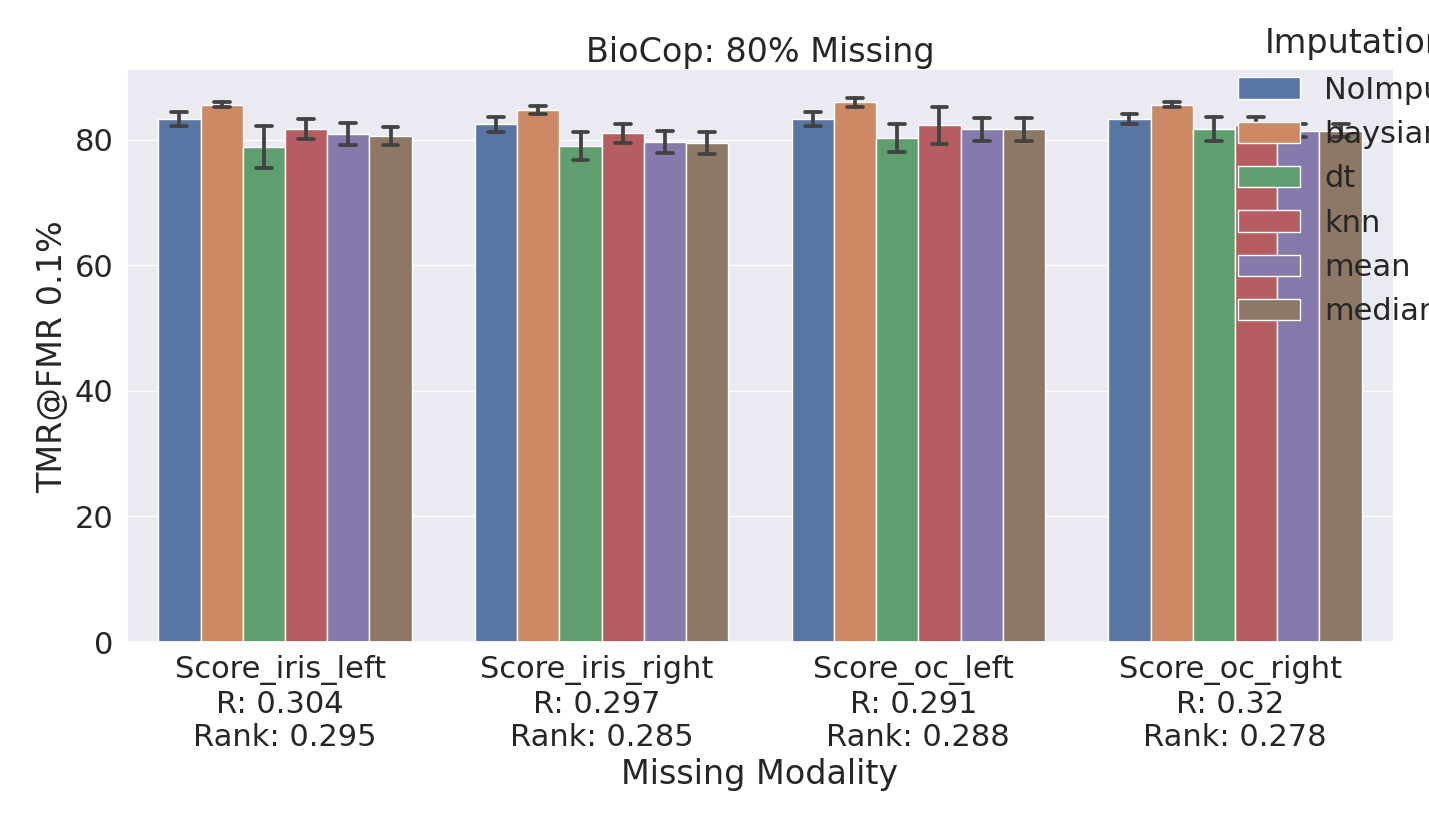 BioCop: 80% Missing
Imputation
NoImpu
baysian
dt
knn
mean
median
TMR@FMR 0.1%
80
60
40
20
0
Score_iris_left
R: 0.304
Rank: 0.295
Score_iris_right
R: 0.297
Rank: 0.285
Score_oc_left
R: 0.291
Rank: 0.288
Score_oc_right
R: 0.32
Rank: 0.278
Missing Modality